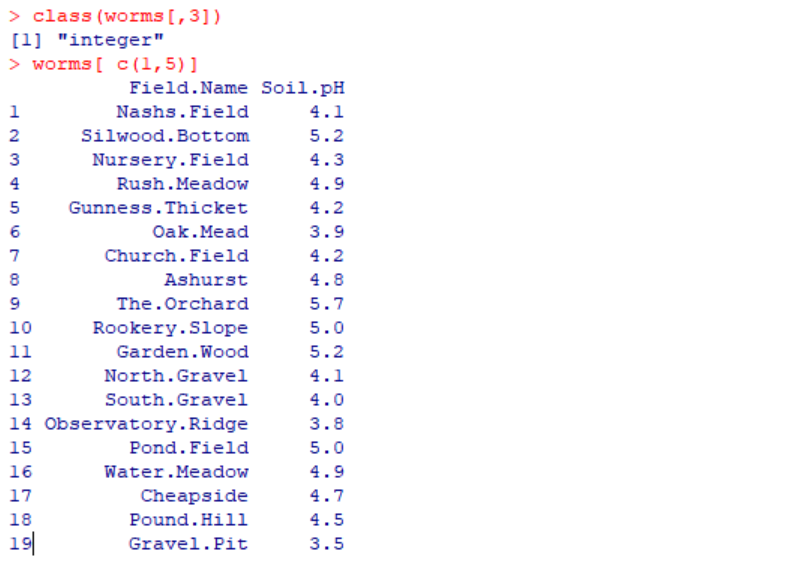 > class(worms[,3])
[1] "integer"
> worms[ c(1,5)]
          Field.Name Soil.pH
1        Nashs.Field     4.1
2     Silwood.Bottom     5.2
3      Nursery.Field     4.3
4        Rush.Meadow     4.9
5    Gunness.Thicket     4.2
6           Oak.Mead     3.9
7       Church.Field     4.2
8            Ashurst     4.8
9        The.Orchard     5.7
10     Rookery.Slope     5.0
11       Garden.Wood     5.2
12      North.Gravel     4.1
13      South.Gravel     4.0
14 Observatory.Ridge     3.8
15        Pond.Field     5.0
16      Water.Meadow     4.9
17         Cheapside     4.7
18        Pound.Hill     4.5
19        Gravel.Pit     3.5